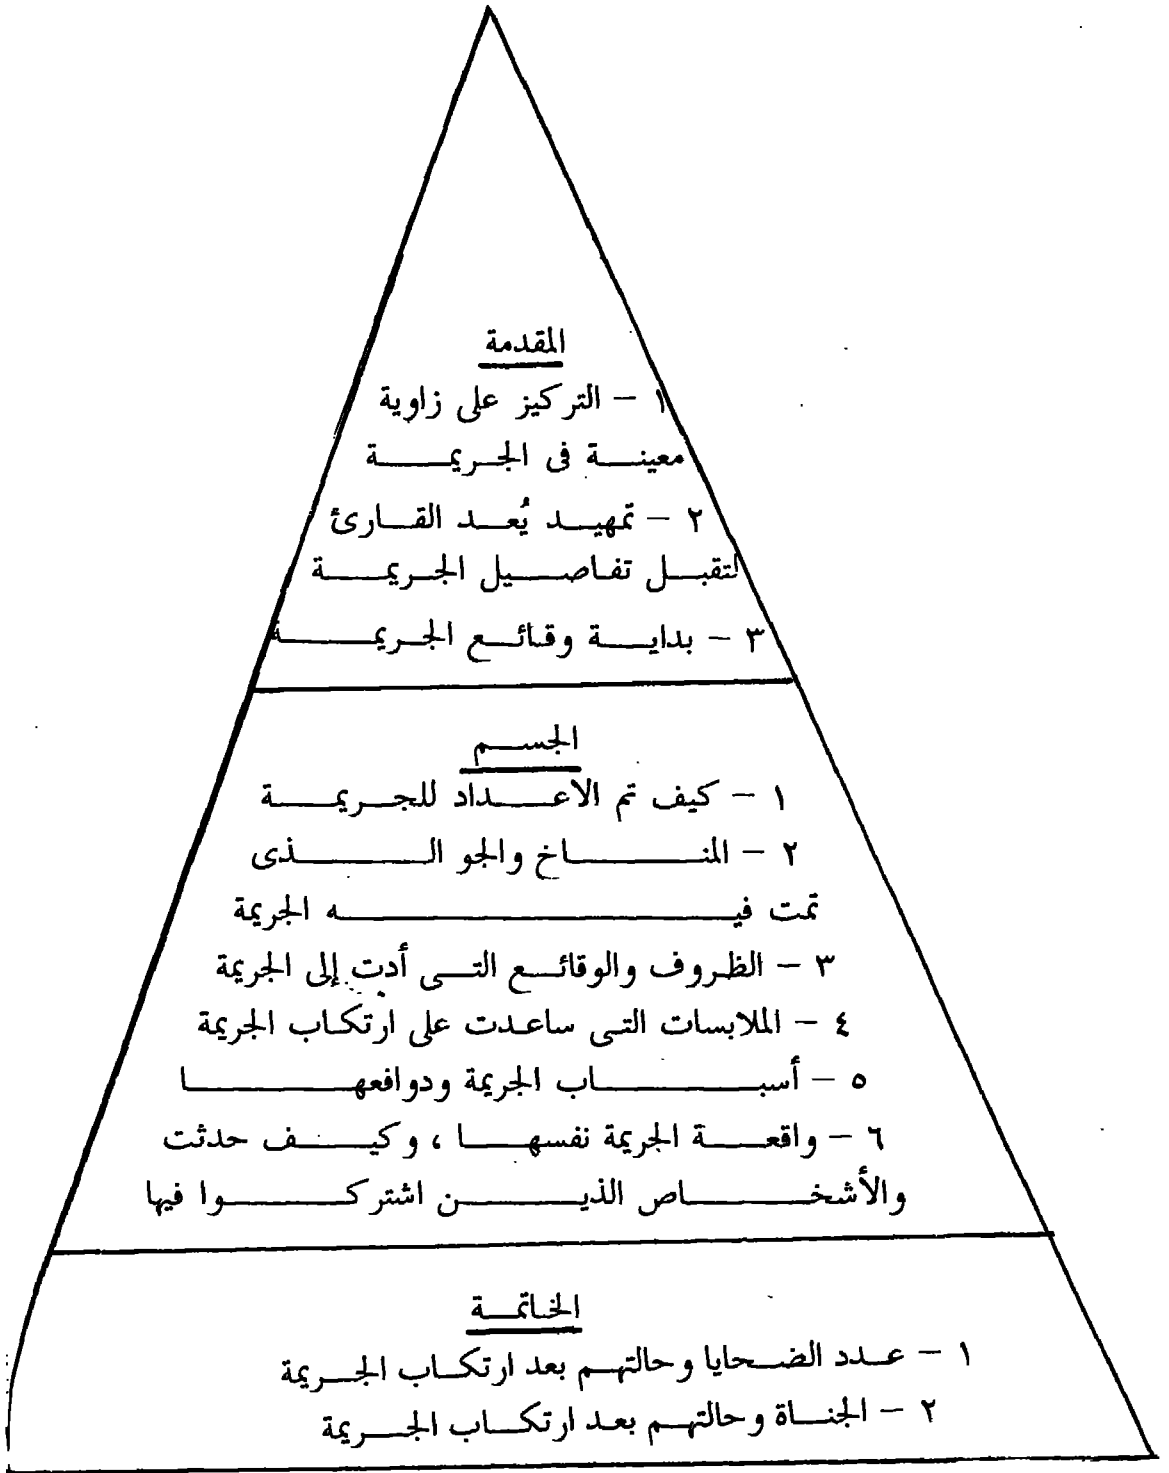 المقدمة
١ – التركيز على زاوية
معينة فى الجريمة
٢ – تمهيد يُعد القارئ
لتقبل تفاصيل الجريمة
٣ – بداية وقائع الجريمة
الجسم
١ – كيف تم الاعداد للجريمة
٢ – المناخ والجو الذى
تمت فيه الجريمة
٣ – الظروف والوقائع التى أدت إلى الجريمة
٤ – الملابسات التى ساعدت على ارتكاب الجريمة
٥ – أسباب الجريمة ودوافعها
٦ – واقعة الجريمة نفسها ، وكيف حدثت
والأشخاص الذين اشتركوا فيها
الخاتمة
١ – عدد الضحايا وحالتهم بعد ارتكاب الجريمة
٢ – الجناة وحالتهم بعد ارتكاب الجريمة